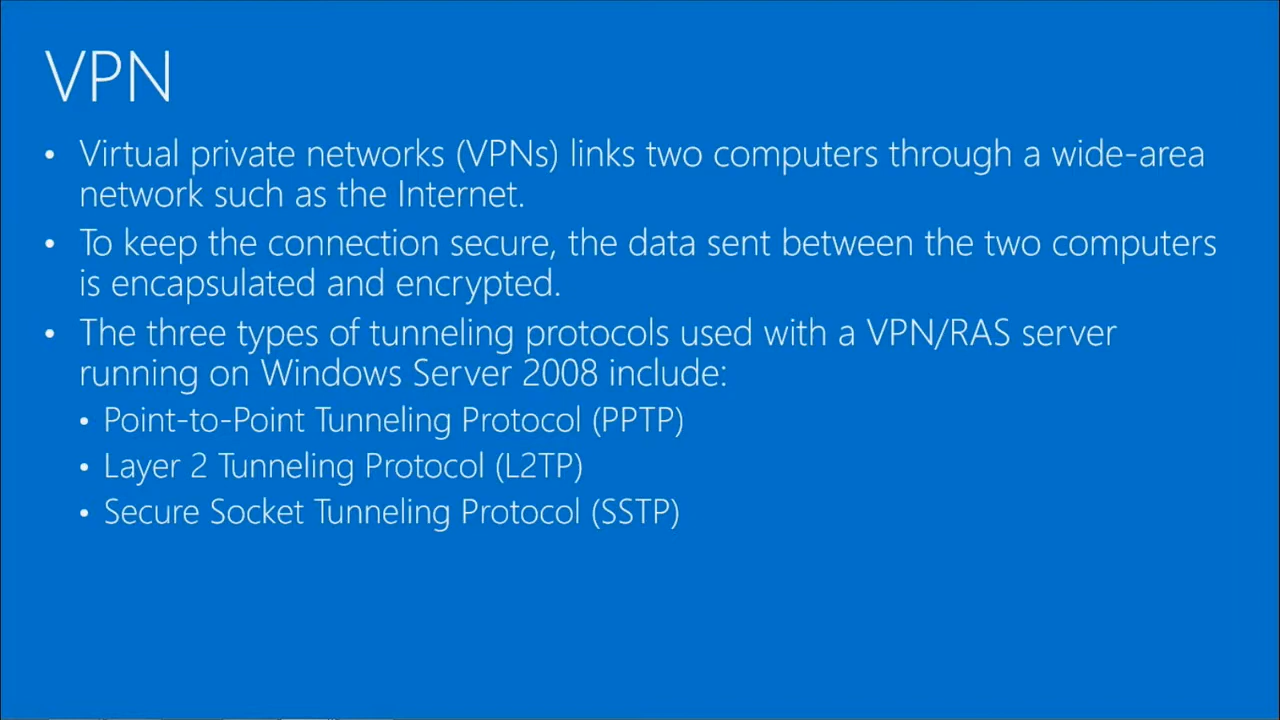 VPN
• Virtual private networks (VPNs) links two computers through a wide-area
network such as the Internet.
• To keep the connection secure, the data sent between the two computers
is encapsulated and encrypted.
• The three types of tunneling protocols used with a VPN/RAS server
running on Windows Server 2008 include:
• Point-to-Point Tunneling Protocol (PPTP)
• Layer 2 Tunneling Protocol (L2TP)
• Secure Socket Tunneling Protocol (SSTP)